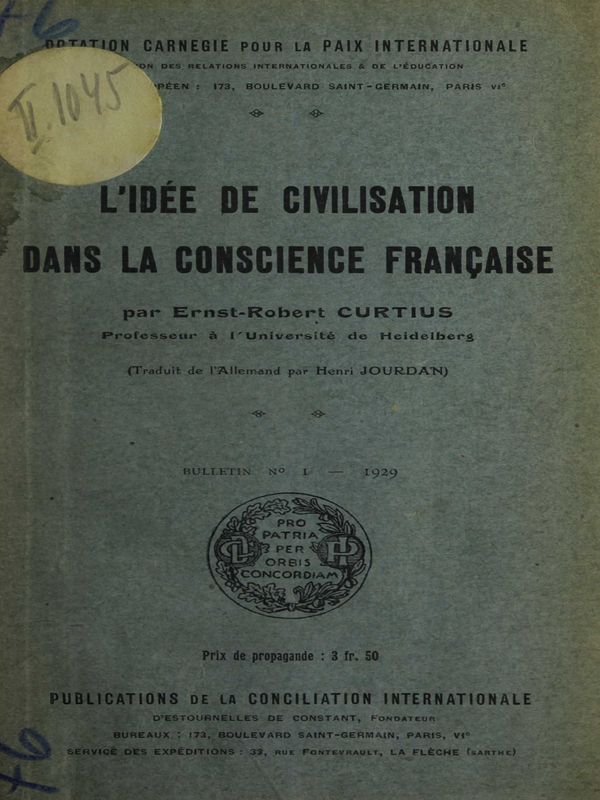 DOTATION CARNEGIE POUR LA PAIX INTERNATIONALE
DES RELATIONS INTERNATIONALES & DE L'ÉDUCATION
173, BOULEVARD SAINT-GERMAIN, PARIS VIe
II.1045
L'IDÉE DE CIVILISATION
DANS LA CONSCIENCE FRANÇAISE
par Ernst-Robert CURTIUS
Professeur à l'Université de Heidelberg
(Traduit de l'Allemand par Henri JOURDAN)
BULLETIN No 1 — 1929
PRO
PATRIA
PER
ORBIS
CONCORDIAM
Prix de propagande : 3 fr. 50
PUBLICATIONS DE LA CONCILIATION INTERNATIONALE
D'ESTOURNELLES DE CONSTANT, FONDATEUR
BUREAUX : 173, BOULEVARD SAINT-GERMAIN, PARIS, VIe
SERVICE DES EXPÉDITIONS : 32, RUE FONTEVRAULT, LA FLÈCHE (SARTHE)